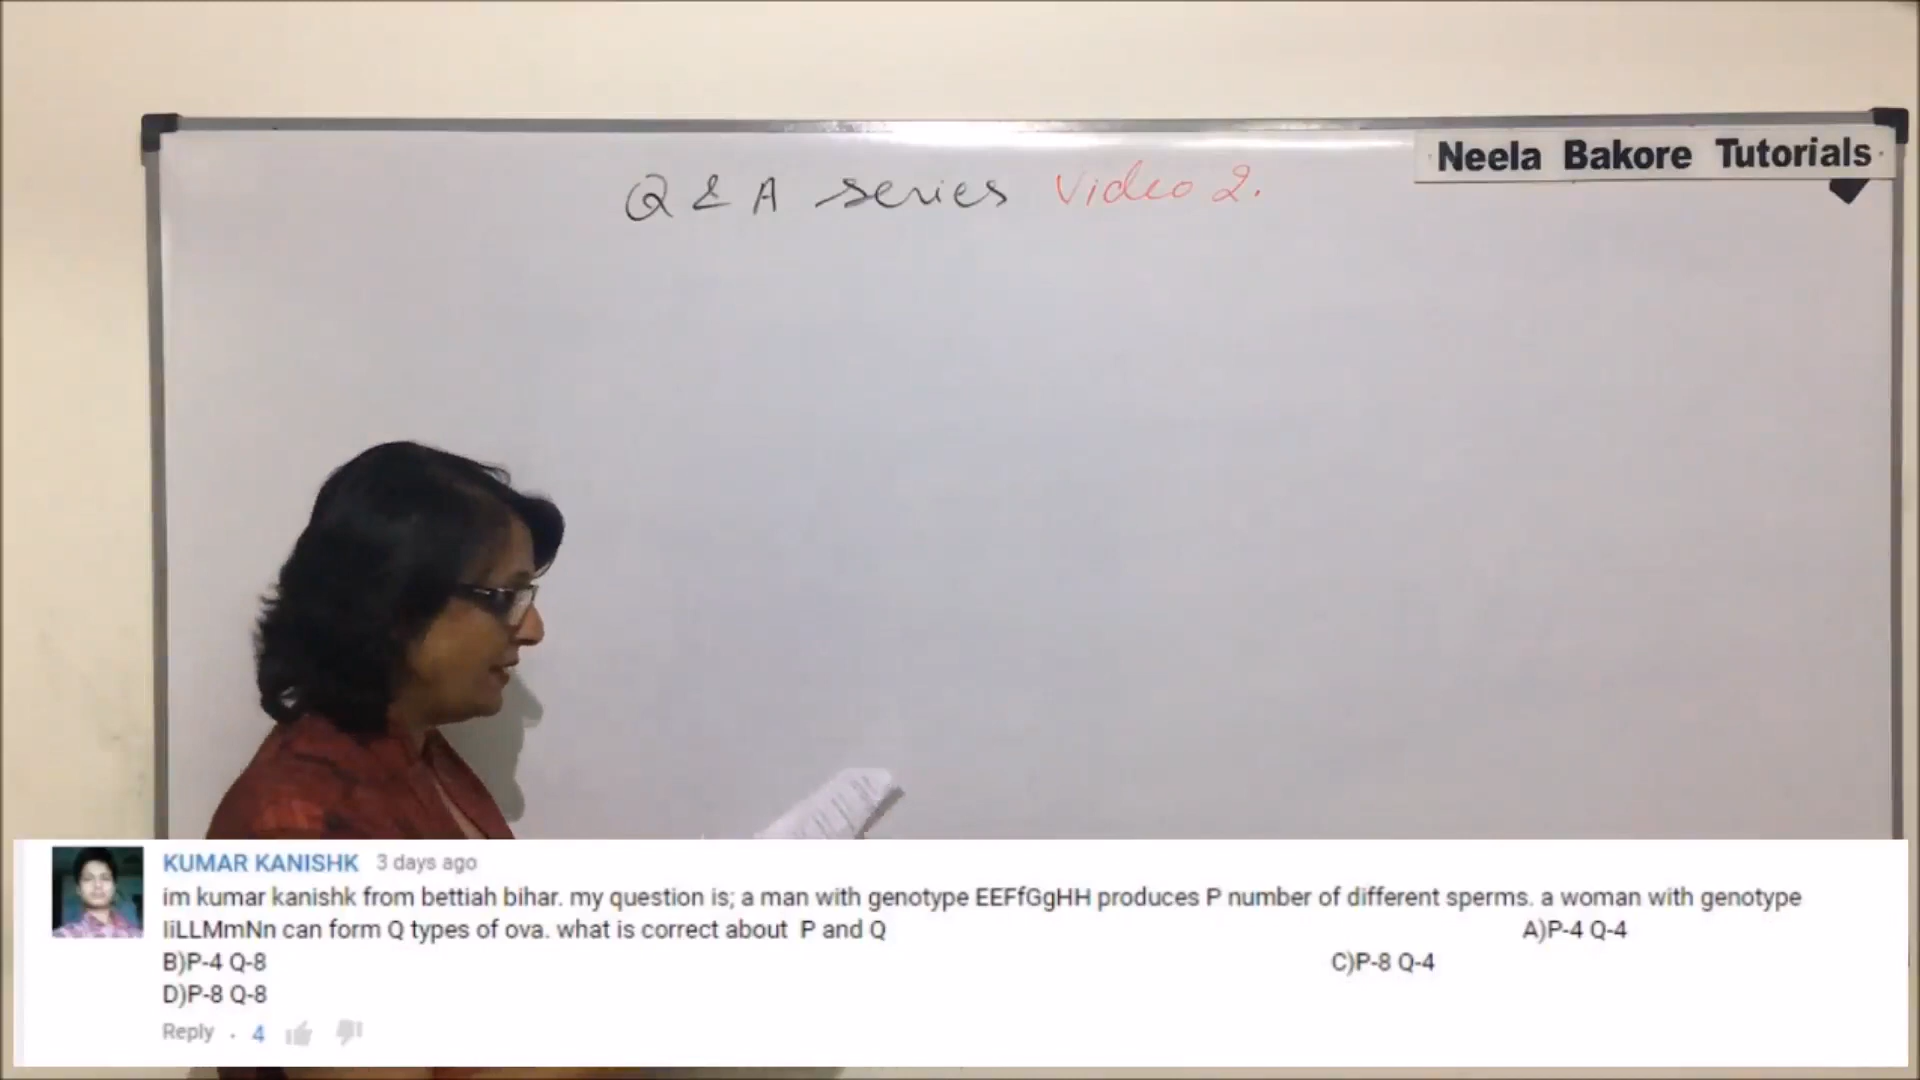 Neela Bakore Tutorials
Q & A series Video 2.
KUMAR KANISHK 3 days ago
im kumar kanishk from bettiah bihar. my question is; a man with genotype EEFfGgHH produces P number of different sperms. a woman with genotype
IiLLMmNn can form Q types of ova. what is correct about P and Q A)P-4 Q-4
B)P-4 Q-8 C)P-8 Q-4
D)P-8 Q-8
Reply . 4